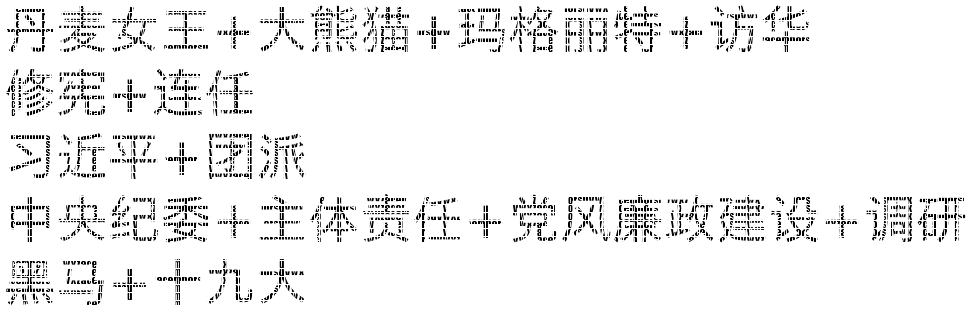 丹麦女王+大熊猫+玛格丽特+访华
修宪+连任
习近平+团派
中央纪委+主体责任+党风廉政建设+调研
黑马+十九大